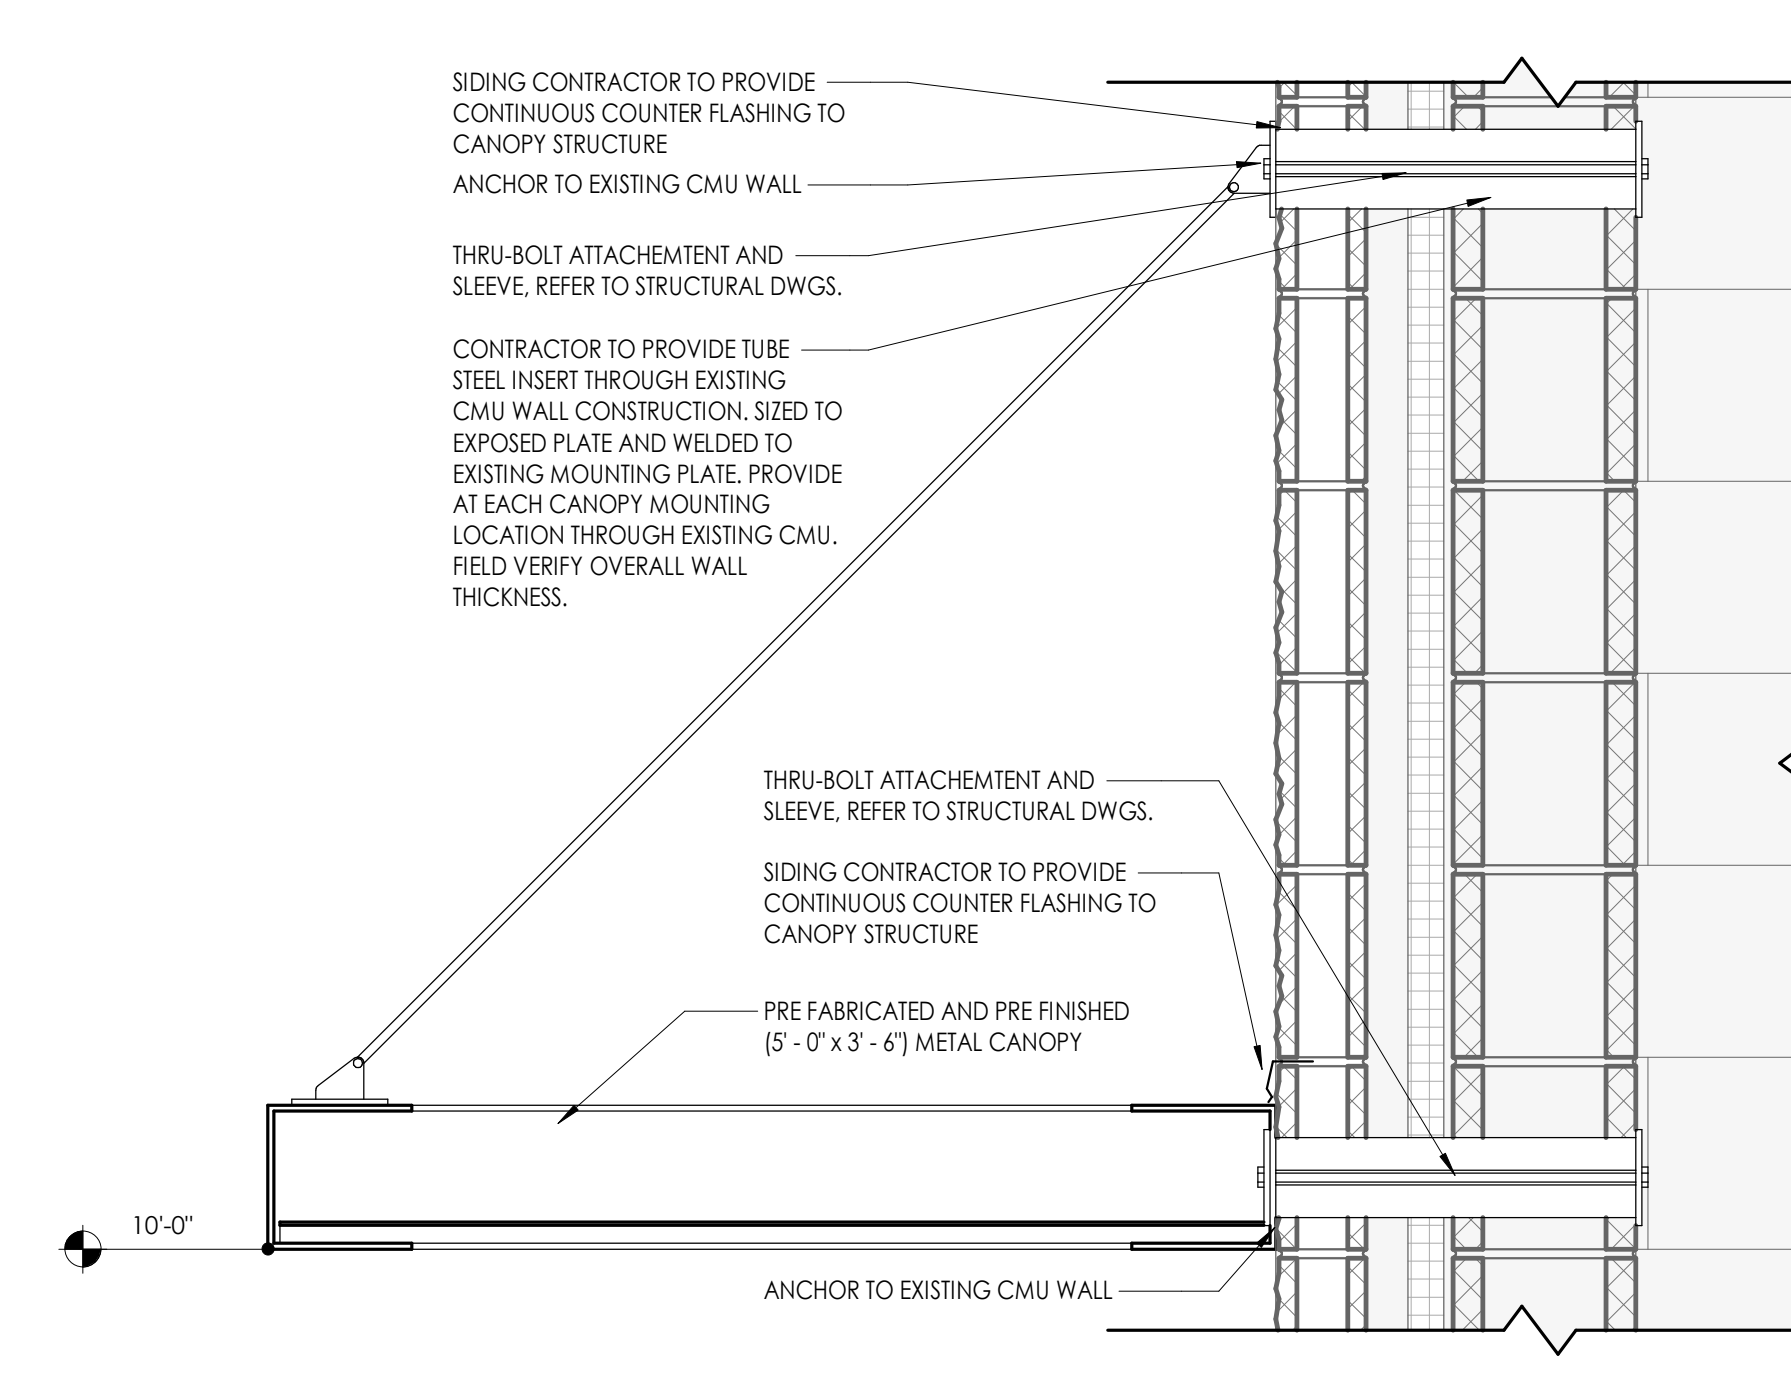 SIDING CONTRACTOR TO PROVIDE
CONTINUOUS COUNTER FLASHING TO
CANOPY STRUCTURE
ANCHOR TO EXISTING CMU WALL
THRU-BOLT ATTACHEMTENT AND
SLEEVE, REFER TO STRUCTURAL DWGS.
CONTRACTOR TO PROVIDE TUBE
STEEL INSERT THROUGH EXISTING
CMU WALL CONSTRUCTION. SIZED TO
EXPOSED PLATE AND WELDED TO
EXISTING MOUNTING PLATE. PROVIDE
AT EACH CANOPY MOUNTING
LOCATION THROUGH EXISTING CMU.
FIELD VERIFY OVERALL WALL
THICKNESS.
THRU-BOLT ATTACHEMTENT AND
SLEEVE, REFER TO STRUCTURAL DWGS.
SIDING CONTRACTOR TO PROVIDE
CONTINUOUS COUNTER FLASHING TO
CANOPY STRUCTURE
PRE FABRICATED AND PRE FINISHED
(5' - 0" x 3' - 6") METAL CANOPY
10'-0"
ANCHOR TO EXISTING CMU WALL